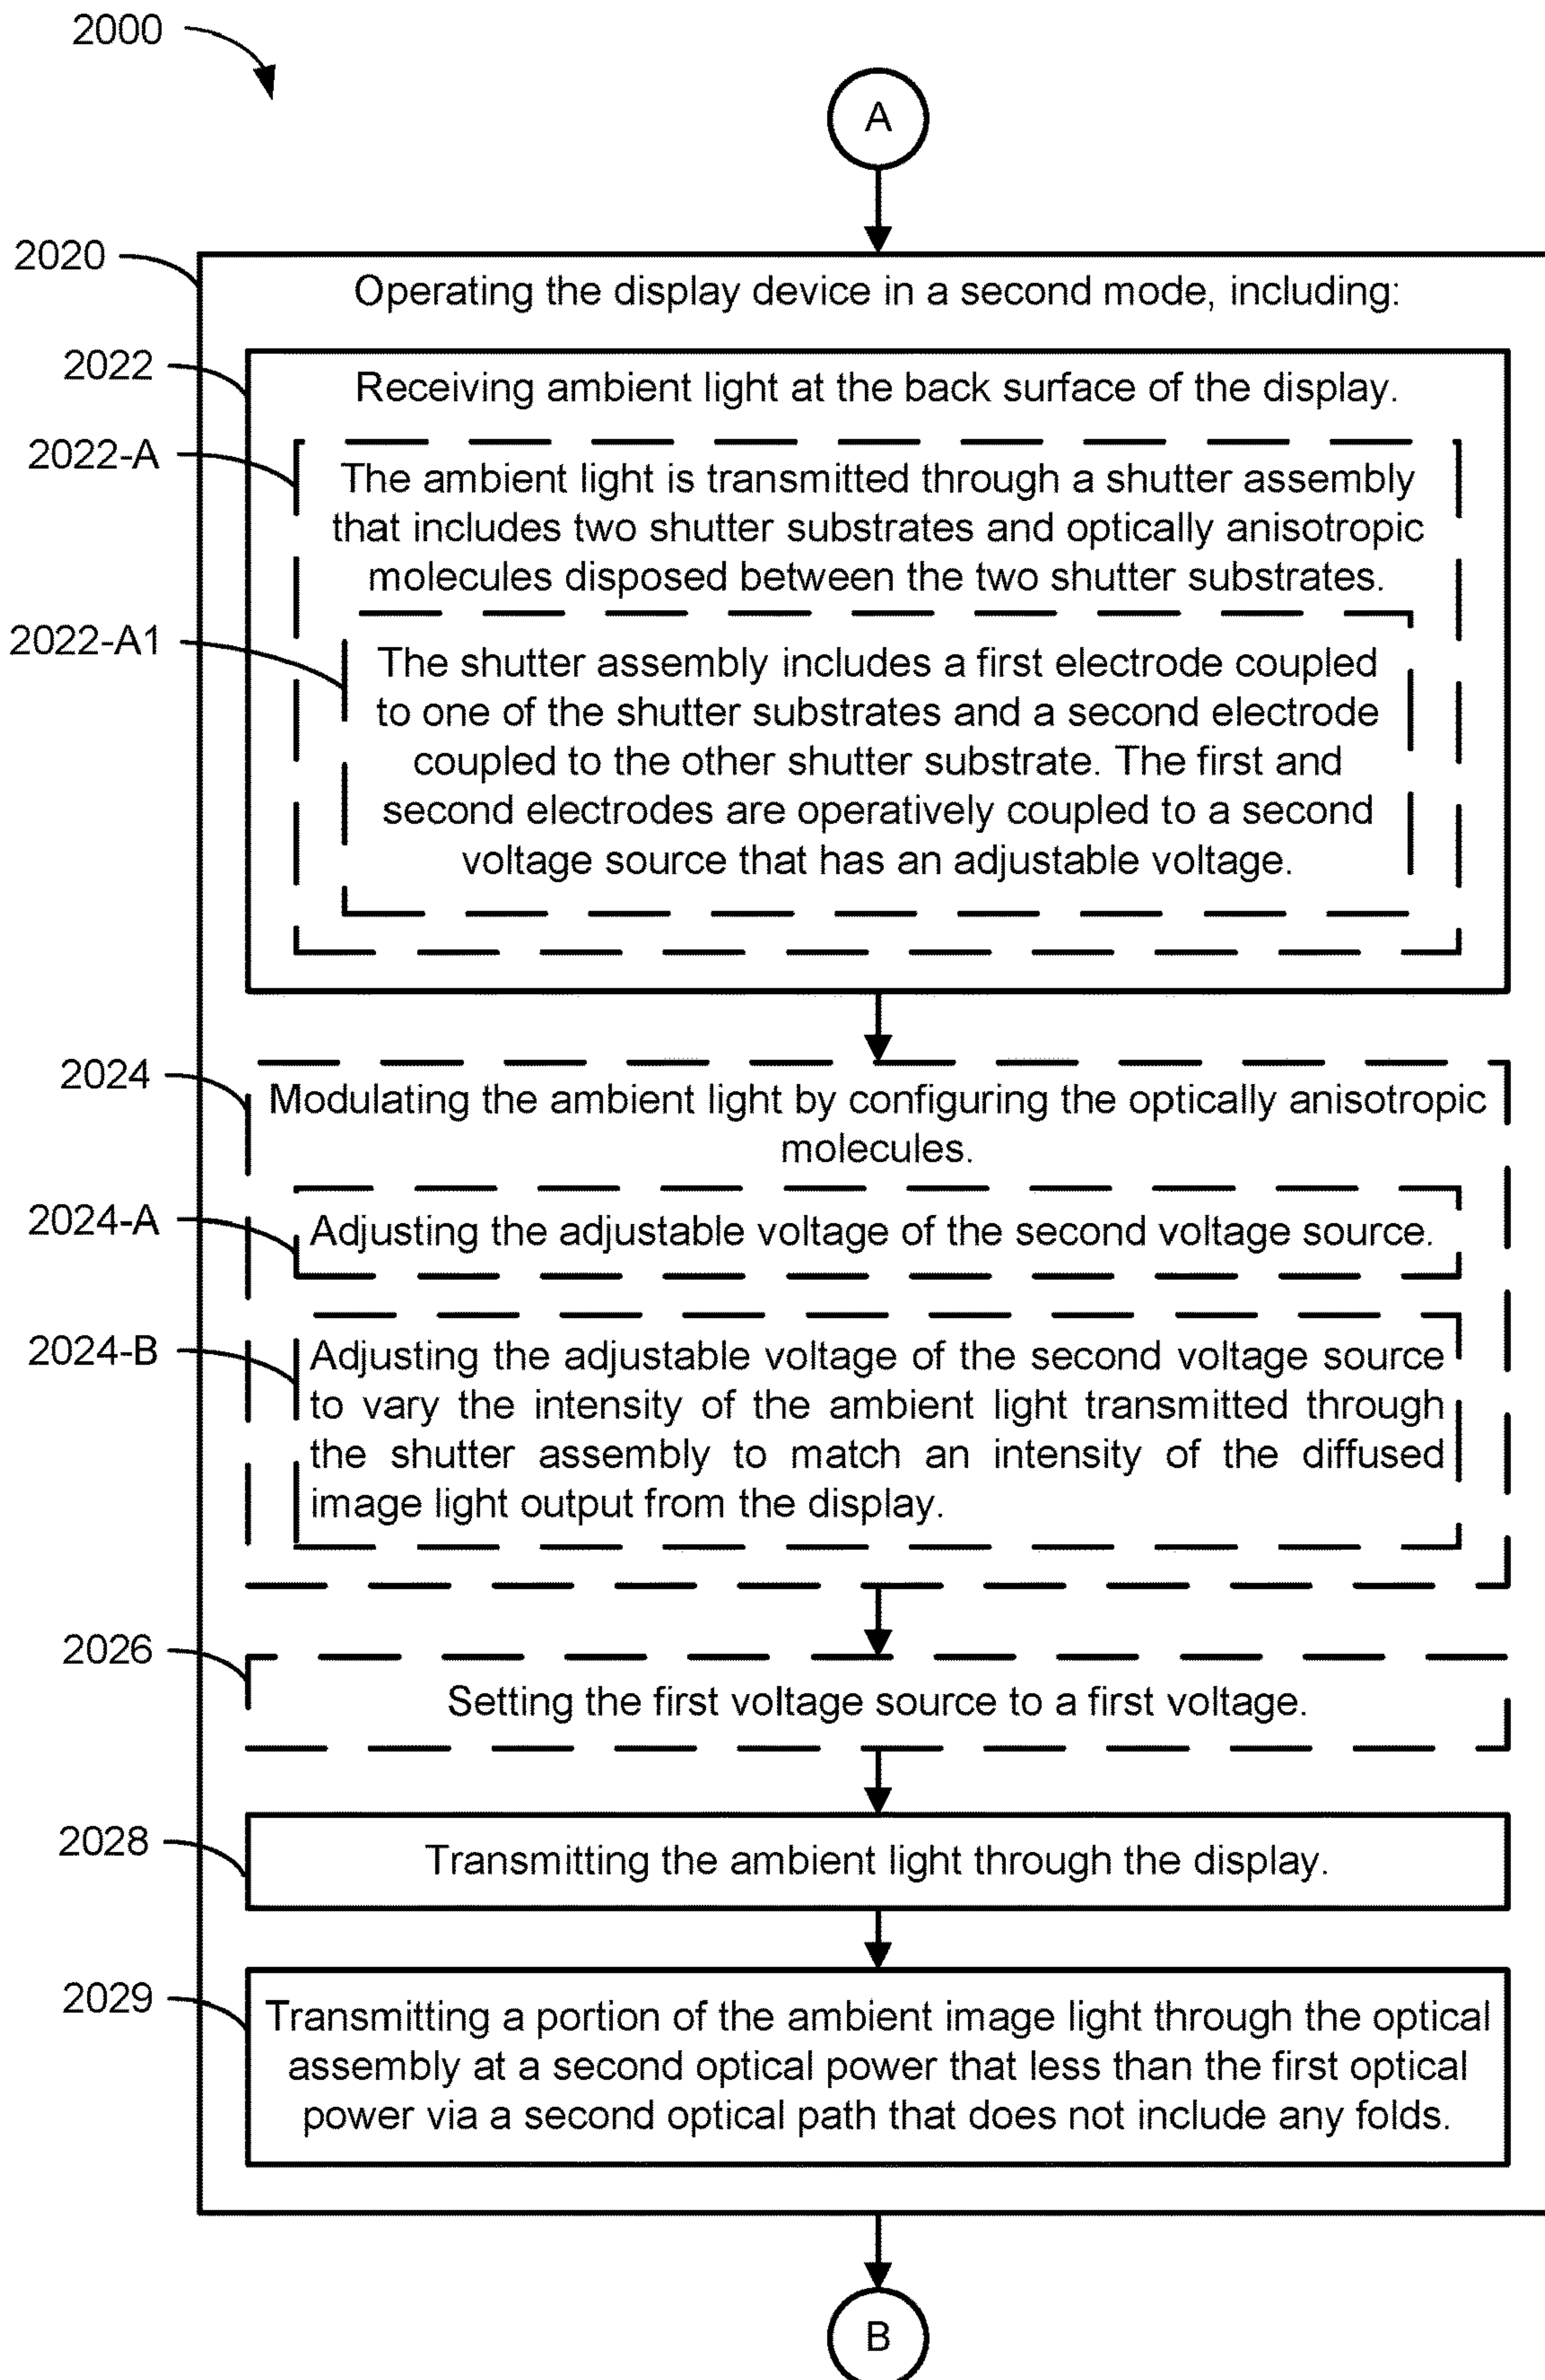 2000
A
2020
Operating the display device in a second mode, including:
2022
Receiving ambient light at the back surface of the display.
2022-A
The ambient light is transmitted through a shutter assembly
that includes two shutter substrates and optically anisotropic
molecules disposed between the two shutter substrates.
2022-A1
The shutter assembly includes a first electrode coupled
to one of the shutter substrates and a second electrode
coupled to the other shutter substrate. The first and
second electrodes are operatively coupled to a second
voltage source that has an adjustable voltage.
2024
Modulating the ambient light by configuring the optically anisotropic
molecules.
2024-A
Adjusting the adjustable voltage of the second voltage source.
2024-B
Adjusting the adjustable voltage of the second voltage source
to vary the intensity of the ambient light transmitted through
the shutter assembly to match an intensity of the diffused
image light output from the display.
2026
Setting the first voltage source to a first voltage.
2028
Transmitting the ambient light through the display.
2029
Transmitting a portion of the ambient image light through the optical
assembly at a second optical power that less than the first optical
power via a second optical path that does not include any folds.
B